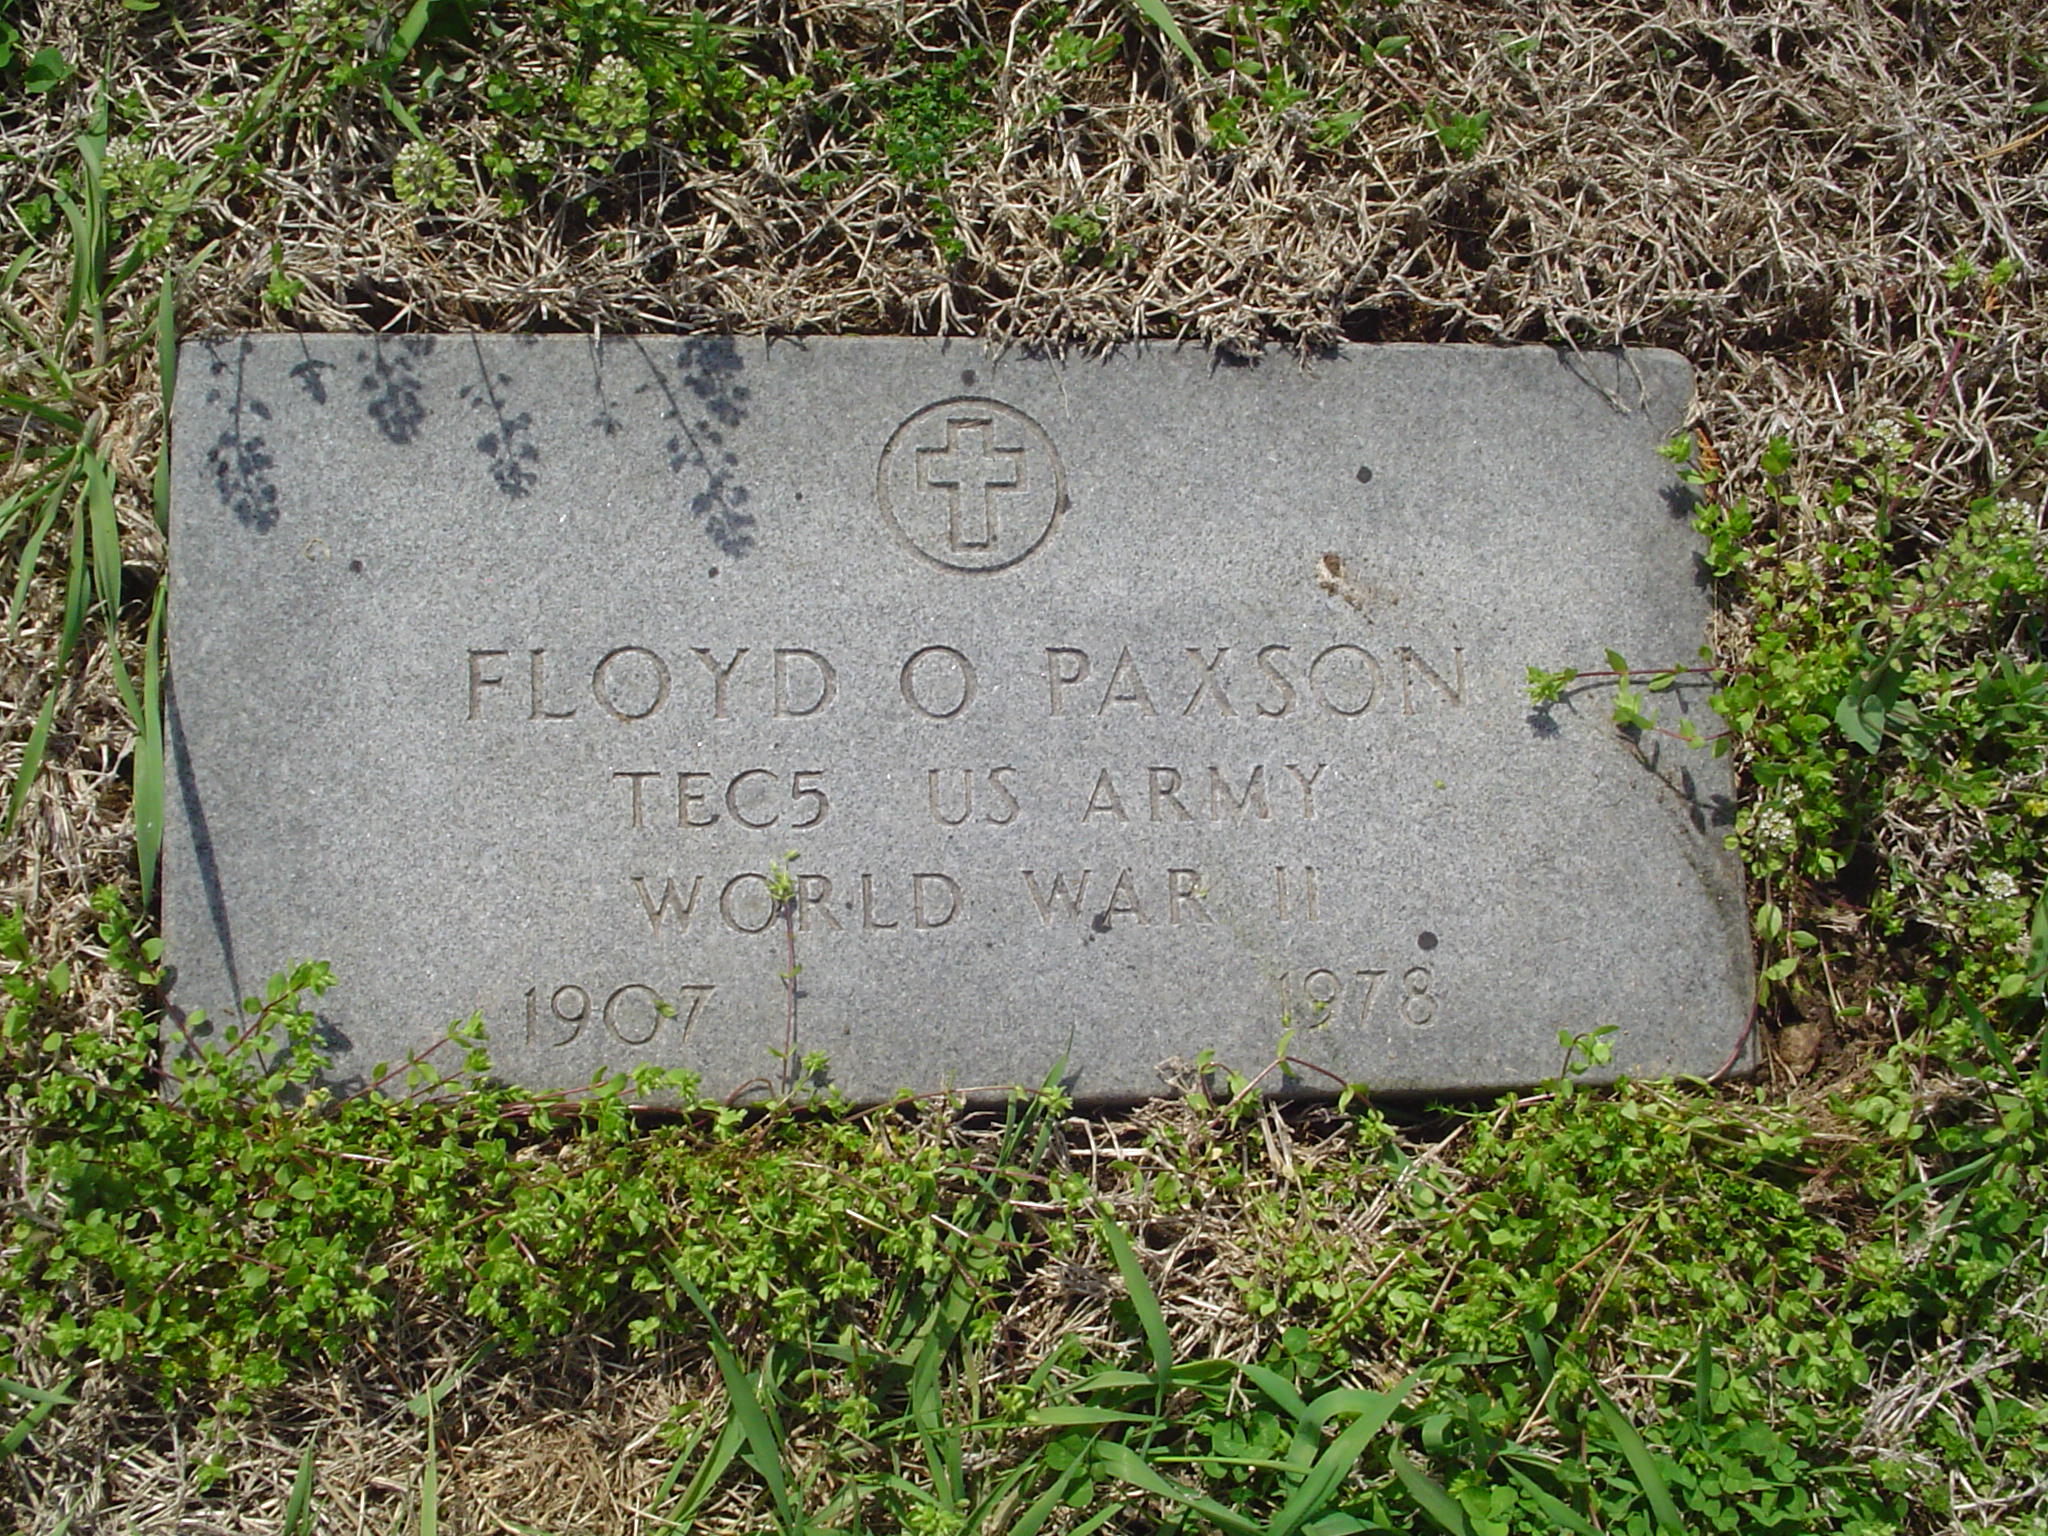 FLOYD O PAXSON
TEC5 US ARMY
WORLD WAR II
1907 1978